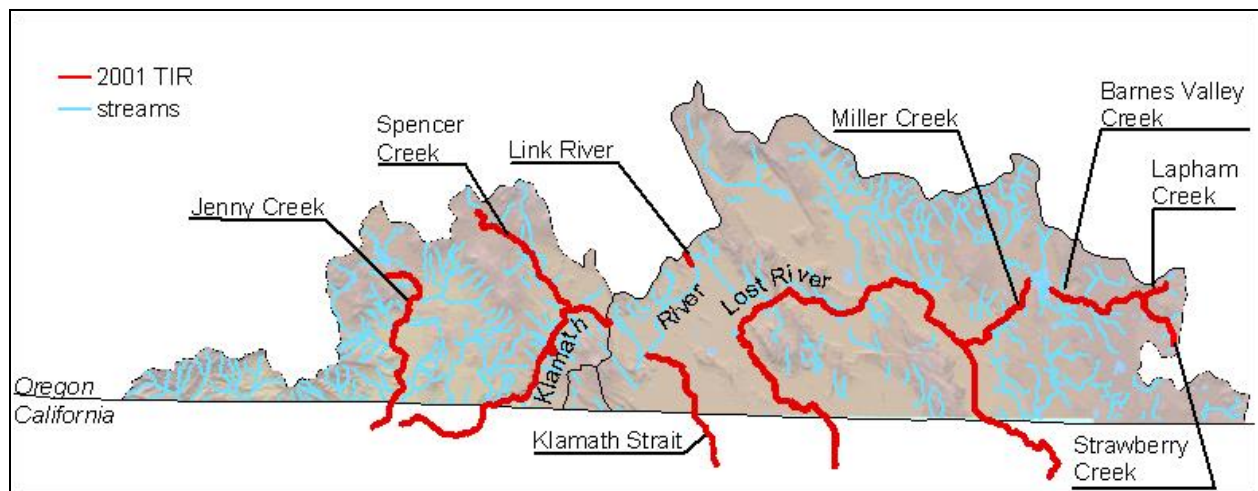 2001 TIR
streams
Spencer
Creek
Link River
Jenny Creek
Miller Creek
Barnes Valley
Creek
Lapham
Creek
Klamath
River
Lost River
Oregon
California
Klamath Strait
Strawberry
Creek